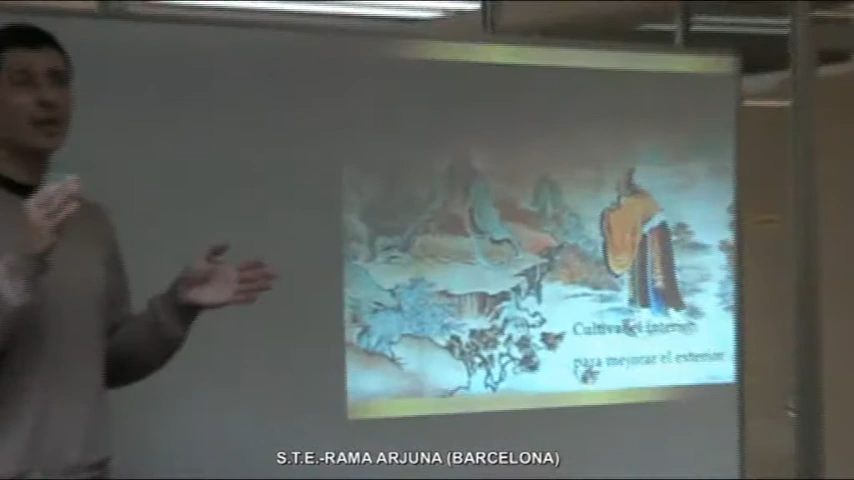 Cultivar el interior
para mejorar el exterior
S.T.E.-RAMA ARJUNA (BARCELONA)